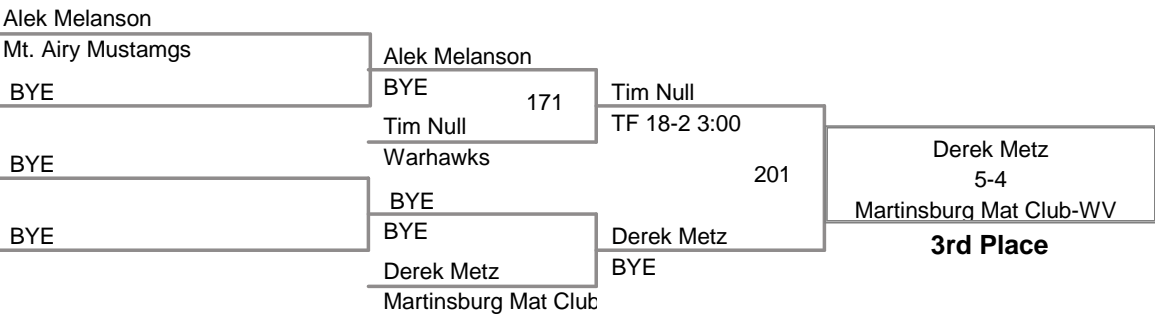 Alek Melanson
Mt. Airy Mustamgs
BYE
BYE
BYE
Alek Melanson
BYE
171
Tim Null
Warhawks
BYE
BYE
Derek Metz
Martinsburg Mat Club
Tim Null
TF 18-2 3:00
201
Derek Metz
BYE
Derek Metz
5-4
Martinsburg Mat Club-WV
3rd Place